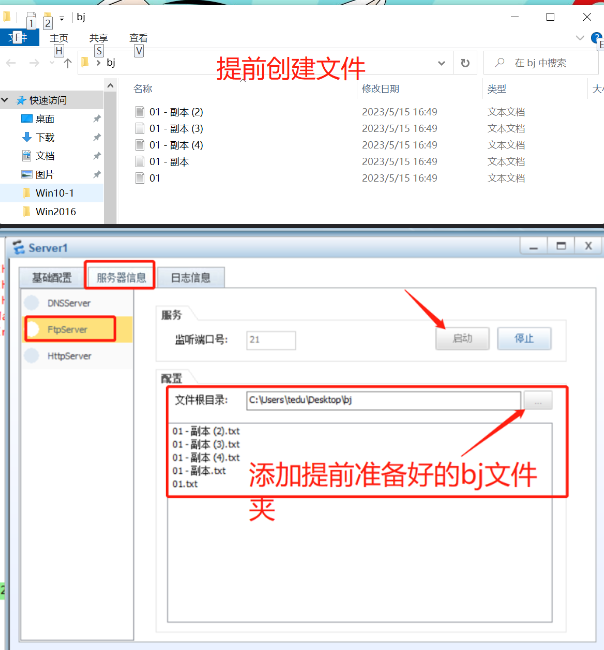 1 2 bj
文件 主页 共享 查看
H S V
bj
在 bj 中搜索
提前创建文件
名称 修改日期 类型
快速访问
桌面
下载
文档
图片
Win10-1
Win2016
01 - 副本 (2) 2023/5/15 16:49 文本文档
01 - 副本 (3) 2023/5/15 16:49 文本文档
01 - 副本 (4) 2023/5/15 16:49 文本文档
01 - 副本 2023/5/15 16:49 文本文档
01 2023/5/15 16:49 文本文档
Server1
基础配置 服务器信息 日志信息
DNSServer
FtpServer
HttpServer
服务
监听端口号: 21 启动 停止
配置
文件根目录: C:\Users\tedu\Desktop\bj ...
01 - 副本 (2).txt
01 - 副本 (3).txt
01 - 副本 (4).txt
01 - 副本.txt
01.txt
添加提前准备好的bj文件
夹